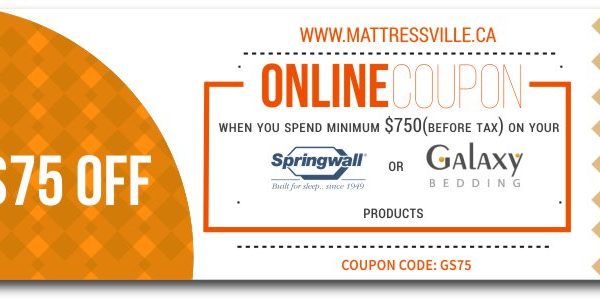 WWW.MATTRESSVILLE.CA
ONLINECOUPON
WHEN YOU SPEND MINIMUM $750(BEFORE TAX) ON YOUR
Springwall®
Built for sleep.. since 1949
OR
GALAXY
BEDDING
PRODUCTS
COUPON CODE: GS75
$75 OFF